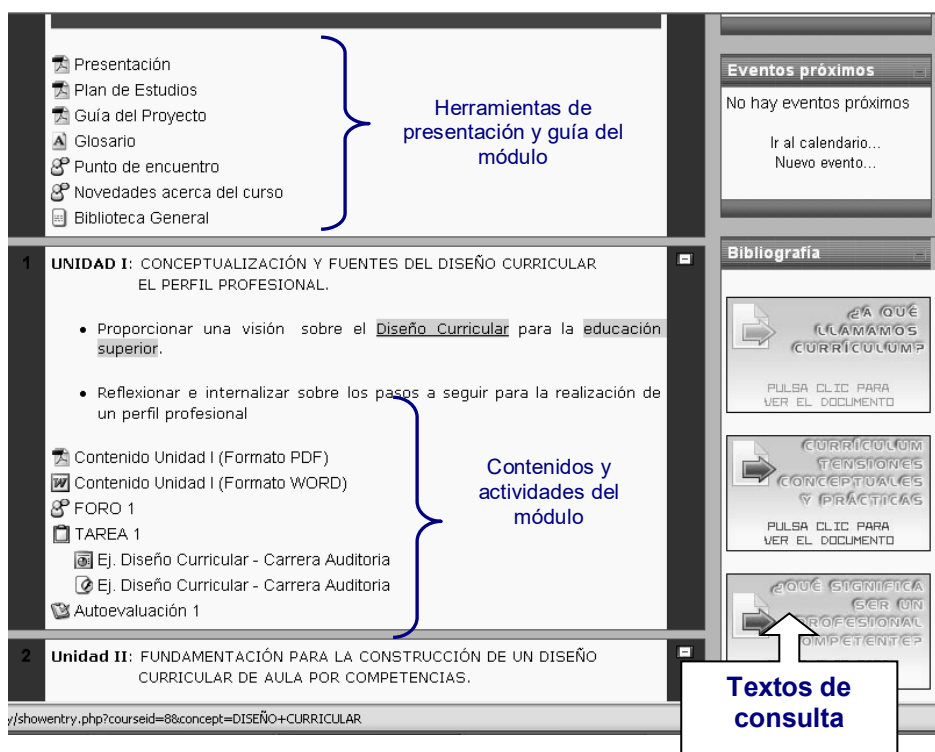 Presentación
Plan de Estudios
Guía del Proyecto
Glosario
Punto de encuentro
Novedades acerca del curso
Biblioteca General
Herramientas de
presentación y guía del
módulo
1 UNIDAD I: CONCEPTUALIZACIÓN Y FUENTES DEL DISEÑO CURRICULAR
EL PERFIL PROFESIONAL.
• Proporcionar una visión sobre el Diseño Curricular para la educación
superior.
• Reflexionar e internalizar sobre los pasos a seguir para la realización de
un perfil profesional
Contenido Unidad I (Formato PDF)
Contenido Unidad I (Formato WORD)
FORO 1
TAREA 1
Ej. Diseño Curricular - Carrera Auditoria
Ej. Diseño Curricular - Carrera Auditoria
Autoevaluación 1
Contenidos y
actividades del
módulo
2 Unidad II: FUNDAMENTACIÓN PARA LA CONSTRUCCIÓN DE UN DISEÑO
CURRICULAR DE AULA POR COMPETENCIAS.
y/showentry.php?courseid=8&concept=DISEÑO+CURRICULAR
Eventos próximos
No hay eventos próximos
Ir al calendario...
Nuevo evento...
Bibliografía
¿A QUÉ
LLAMAMOS
CURRÍCULUM?
PULSA CLIC PARA
VER EL DOCUMENTO
CURRÍCULUM
TENSIONES
CONCEPTUALES
Y PRÁCTICAS
PULSA CLIC PARA
VER EL DOCUMENTO
¿QUÉ SIGNIFICA
SER UN
PROFESIONAL
COMPETENTE?
Textos de
consulta